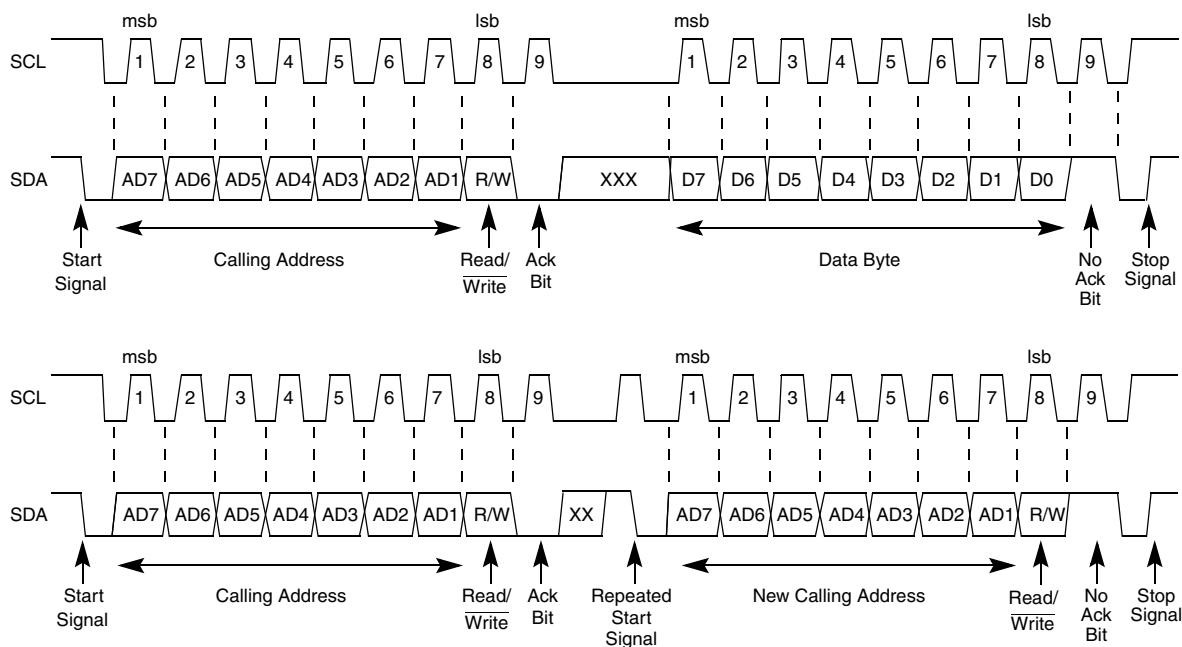 msb lsb msb lsb
SCL 1 2 3 4 5 6 7 8 9 1 2 3 4 5 6 7 8 9
SDA AD7 AD6 AD5 AD4 AD3 AD2 AD1 R/W XXX D7 D6 D5 D4 D3 D2 D1 D0
Start Signal
Calling Address
Read/ Write
Ack Bit
Data Byte
No Ack Bit
Stop Signal
msb lsb msb lsb
SCL 1 2 3 4 5 6 7 8 9 1 2 3 4 5 6 7 8 9
SDA AD7 AD6 AD5 AD4 AD3 AD2 AD1 R/W XX AD7 AD6 AD5 AD4 AD3 AD2 AD1 R/W
Start Signal
Calling Address
Read/ Write
Ack Bit
Repeated Start Signal
New Calling Address
Read/ Write
No Ack Bit
Stop Signal